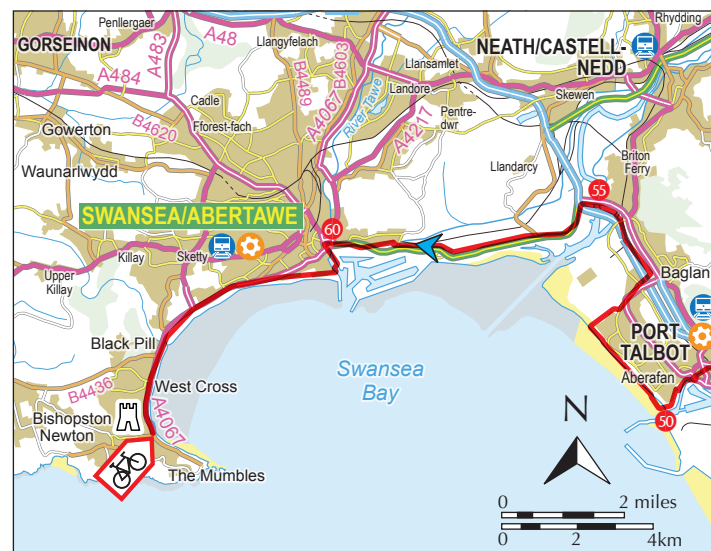 Penllergaer
GORSEINON
A483
A48
A484
Llangyfelach
B4489
B4603
A4067
River Tawe
Llansamlet
Landore
A4217
Pentre-
dwr
NEATH/CASTELL-
NEDD
Rhydding
Skewen
Cadle
B4620
Fforest-fach
Gowerton
Waunarlwydd
Llandarcy
Briton
Ferry
55
SWANSEA/ABERTAWE
60
Killay
Sketty
Upper
Killay
Baglan
PORT
TALBOT
Aberafan
50
Black Pill
Swansea
Bay
B4436
West Cross
A4067
Bishopston
Newton
The Mumbles
N
0 2 miles
0 2 4km